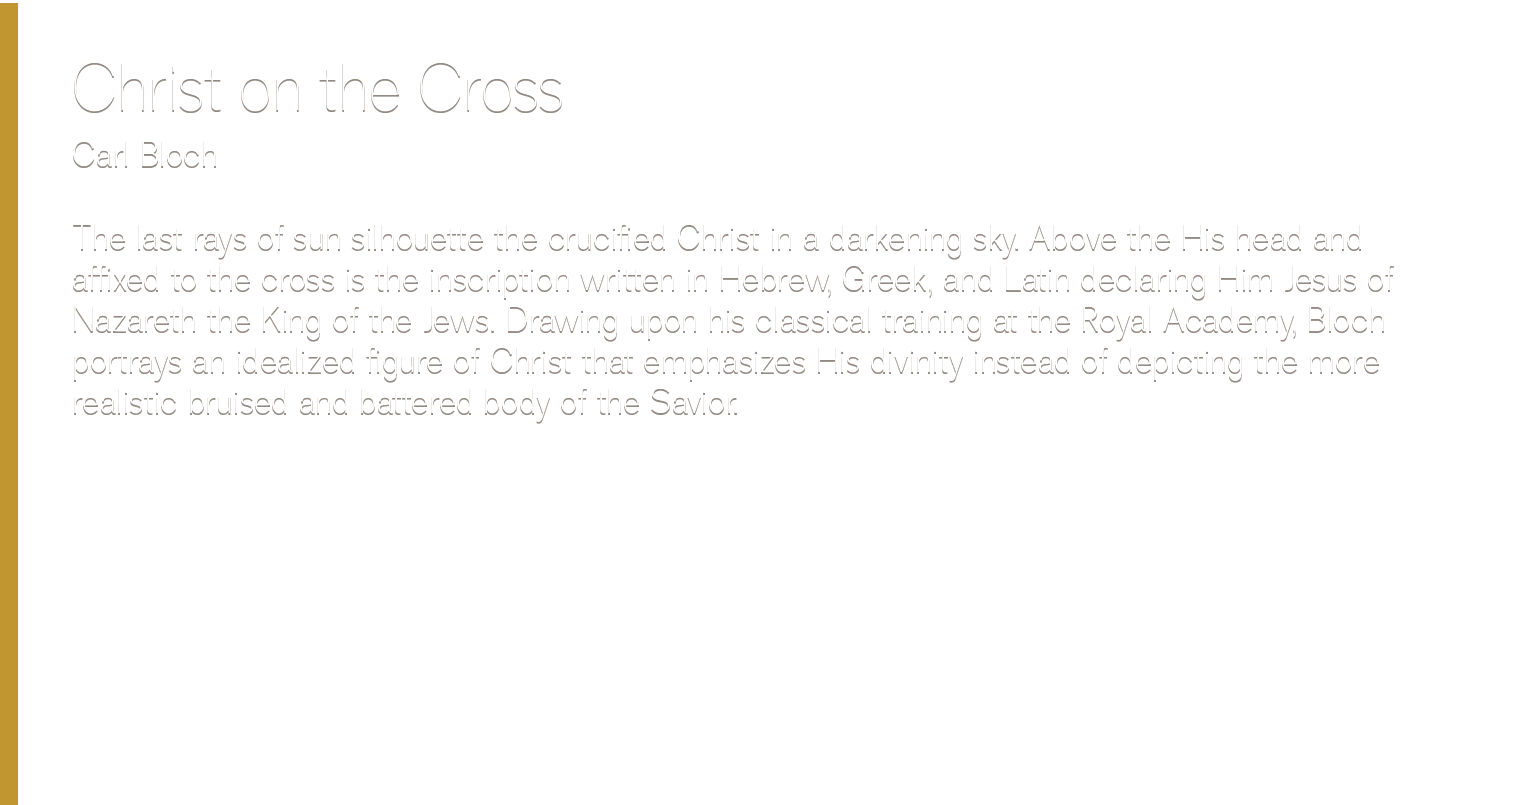 Christ on the Cross
Carl Bloch
The last rays of sun silhouette the crucified Christ in a darkening sky. Above the His head and
affixed to the cross is the inscription written in Hebrew, Greek, and Latin declaring Him Jesus of
Nazareth the King of the Jews. Drawing upon his classical training at the Royal Academy, Bloch
portrays an idealized figure of Christ that emphasizes His divinity instead of depicting the more
realistic bruised and battered body of the Savior.